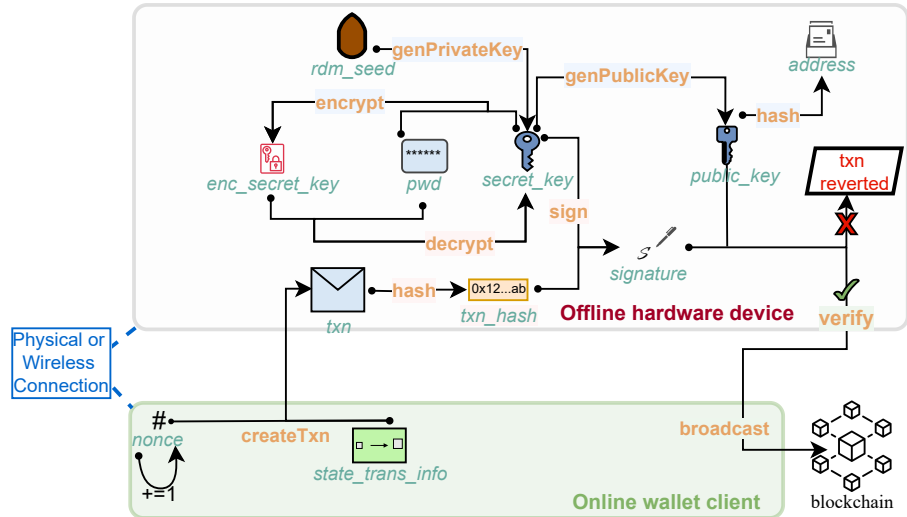 genPrivateKey
rdm_seed
address
genPublicKey
encrypt
hash
******
enc_secret_key
pwd
secret_key
public_key
txn
reverted
sign
decrypt
S
signature
hash
0x12...ab
txn
txn_hash
Offline hardware device
verify
Physical or
Wireless
Connection
#
nonce
createTxn
broadcast
state_trans_info
+=1
Online wallet client
blockchain